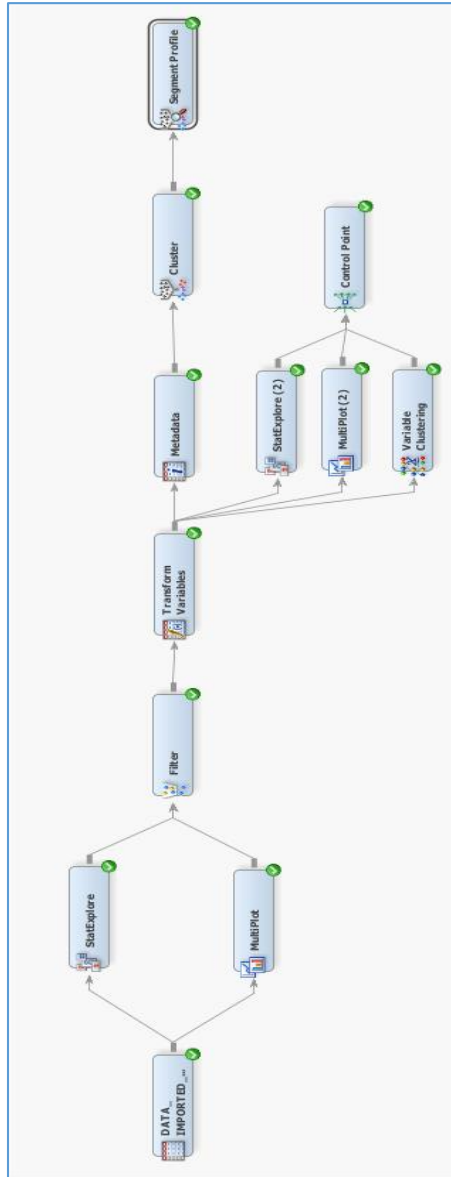 DATA_
IMPORTED_...
StatExplore
MultiPlot
Filter
Transform
Variables
Metadata
StatExplore (2)
MultiPlot (2)
Variable
Clustering
Cluster
Control Point
Segment Profile